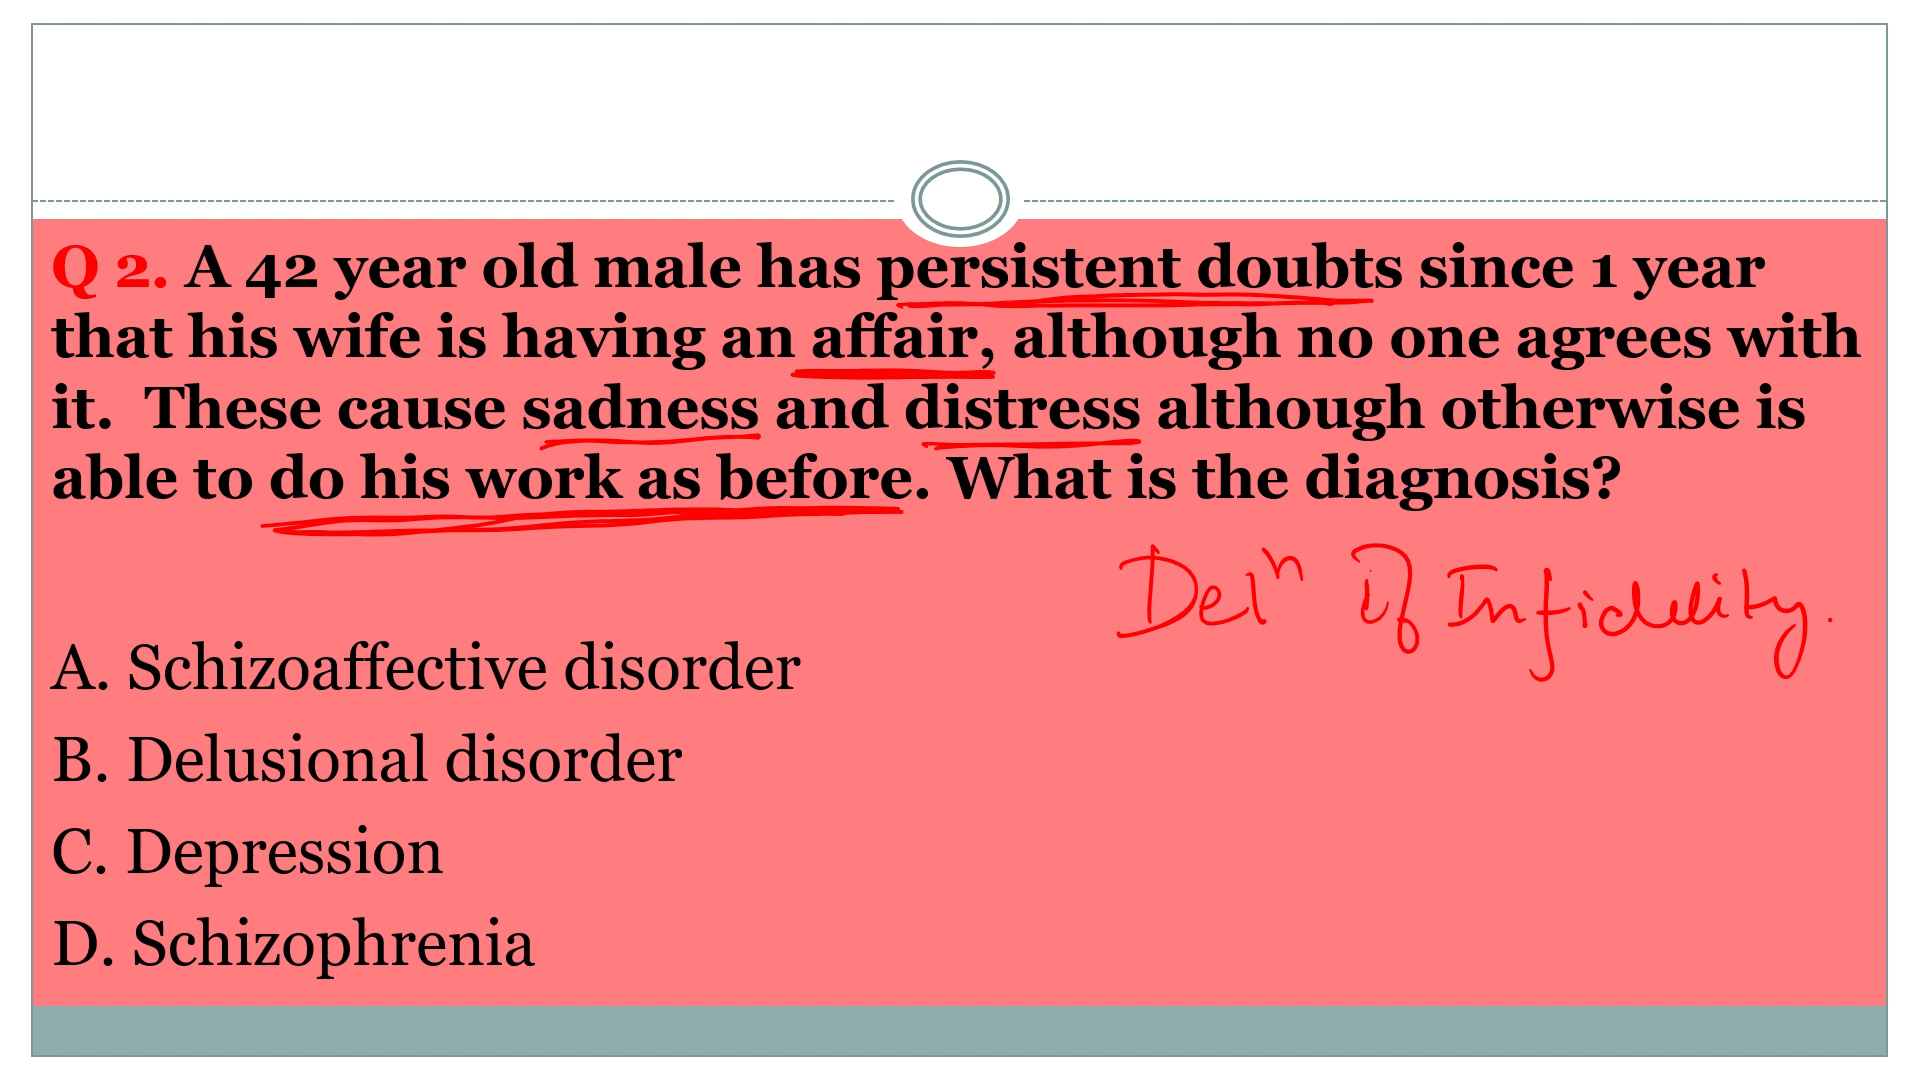 Q 2. A 42 year old male has persistent doubts since 1 year
that his wife is having an affair, although no one agrees with
it.  These cause sadness and distress although otherwise is
able to do his work as before. What is the diagnosis?
Delⁿ of Infidelity.
A. Schizoaffective disorder
B. Delusional disorder
C. Depression
D. Schizophrenia